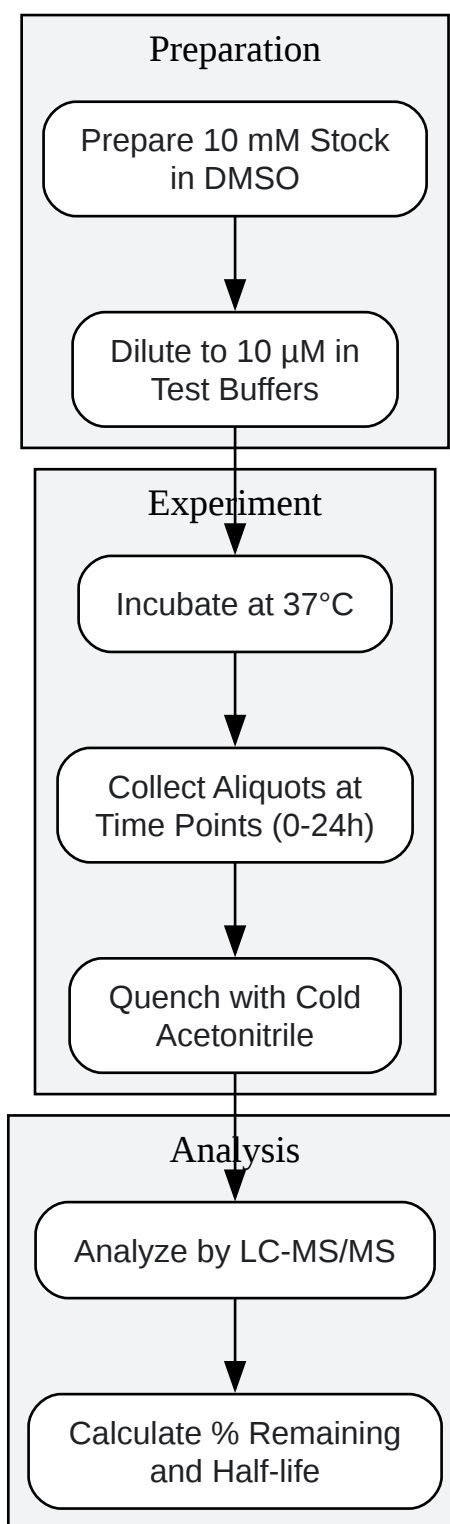 Preparation
Prepare 10 mM Stock
in DMSO
Dilute to 10 µM in
Test Buffers
Experiment
Incubate at 37°C
Collect Aliquots at
Time Points (0-24h)
Quench with Cold
Acetonitrile
Analysis
Analyze by LC-MS/MS
Calculate % Remaining
and Half-life